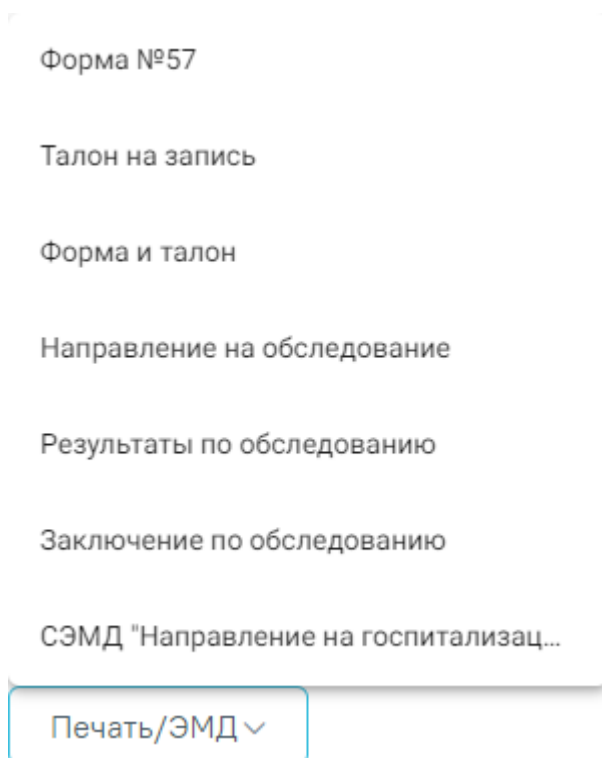 Форма №57
Талон на запись
Форма и талон
Направление на обследование
Результаты по обследованию
Заключение по обследованию
СЭМД "Направление на госпитализац...
Печать/ЭМД